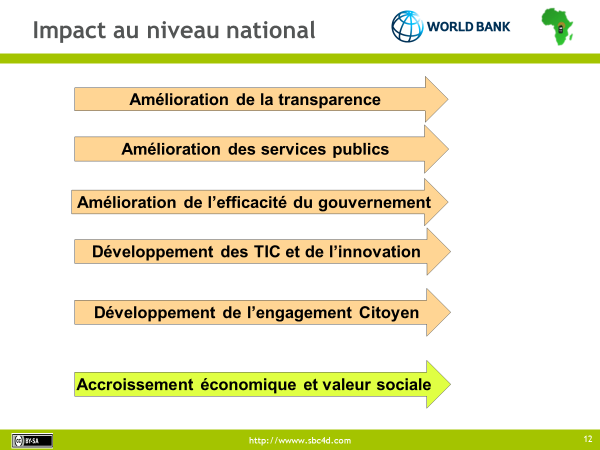 Impact au niveau national
WORLD BANK
Amélioration de la transparence
Amélioration des services publics
Amélioration de l’efficacité du gouvernement
Développement des TIC et de l’innovation
Développement de l’engagement Citoyen
Accroissement économique et valeur sociale
BY-SA
http://wwww.sbc4d.com
12